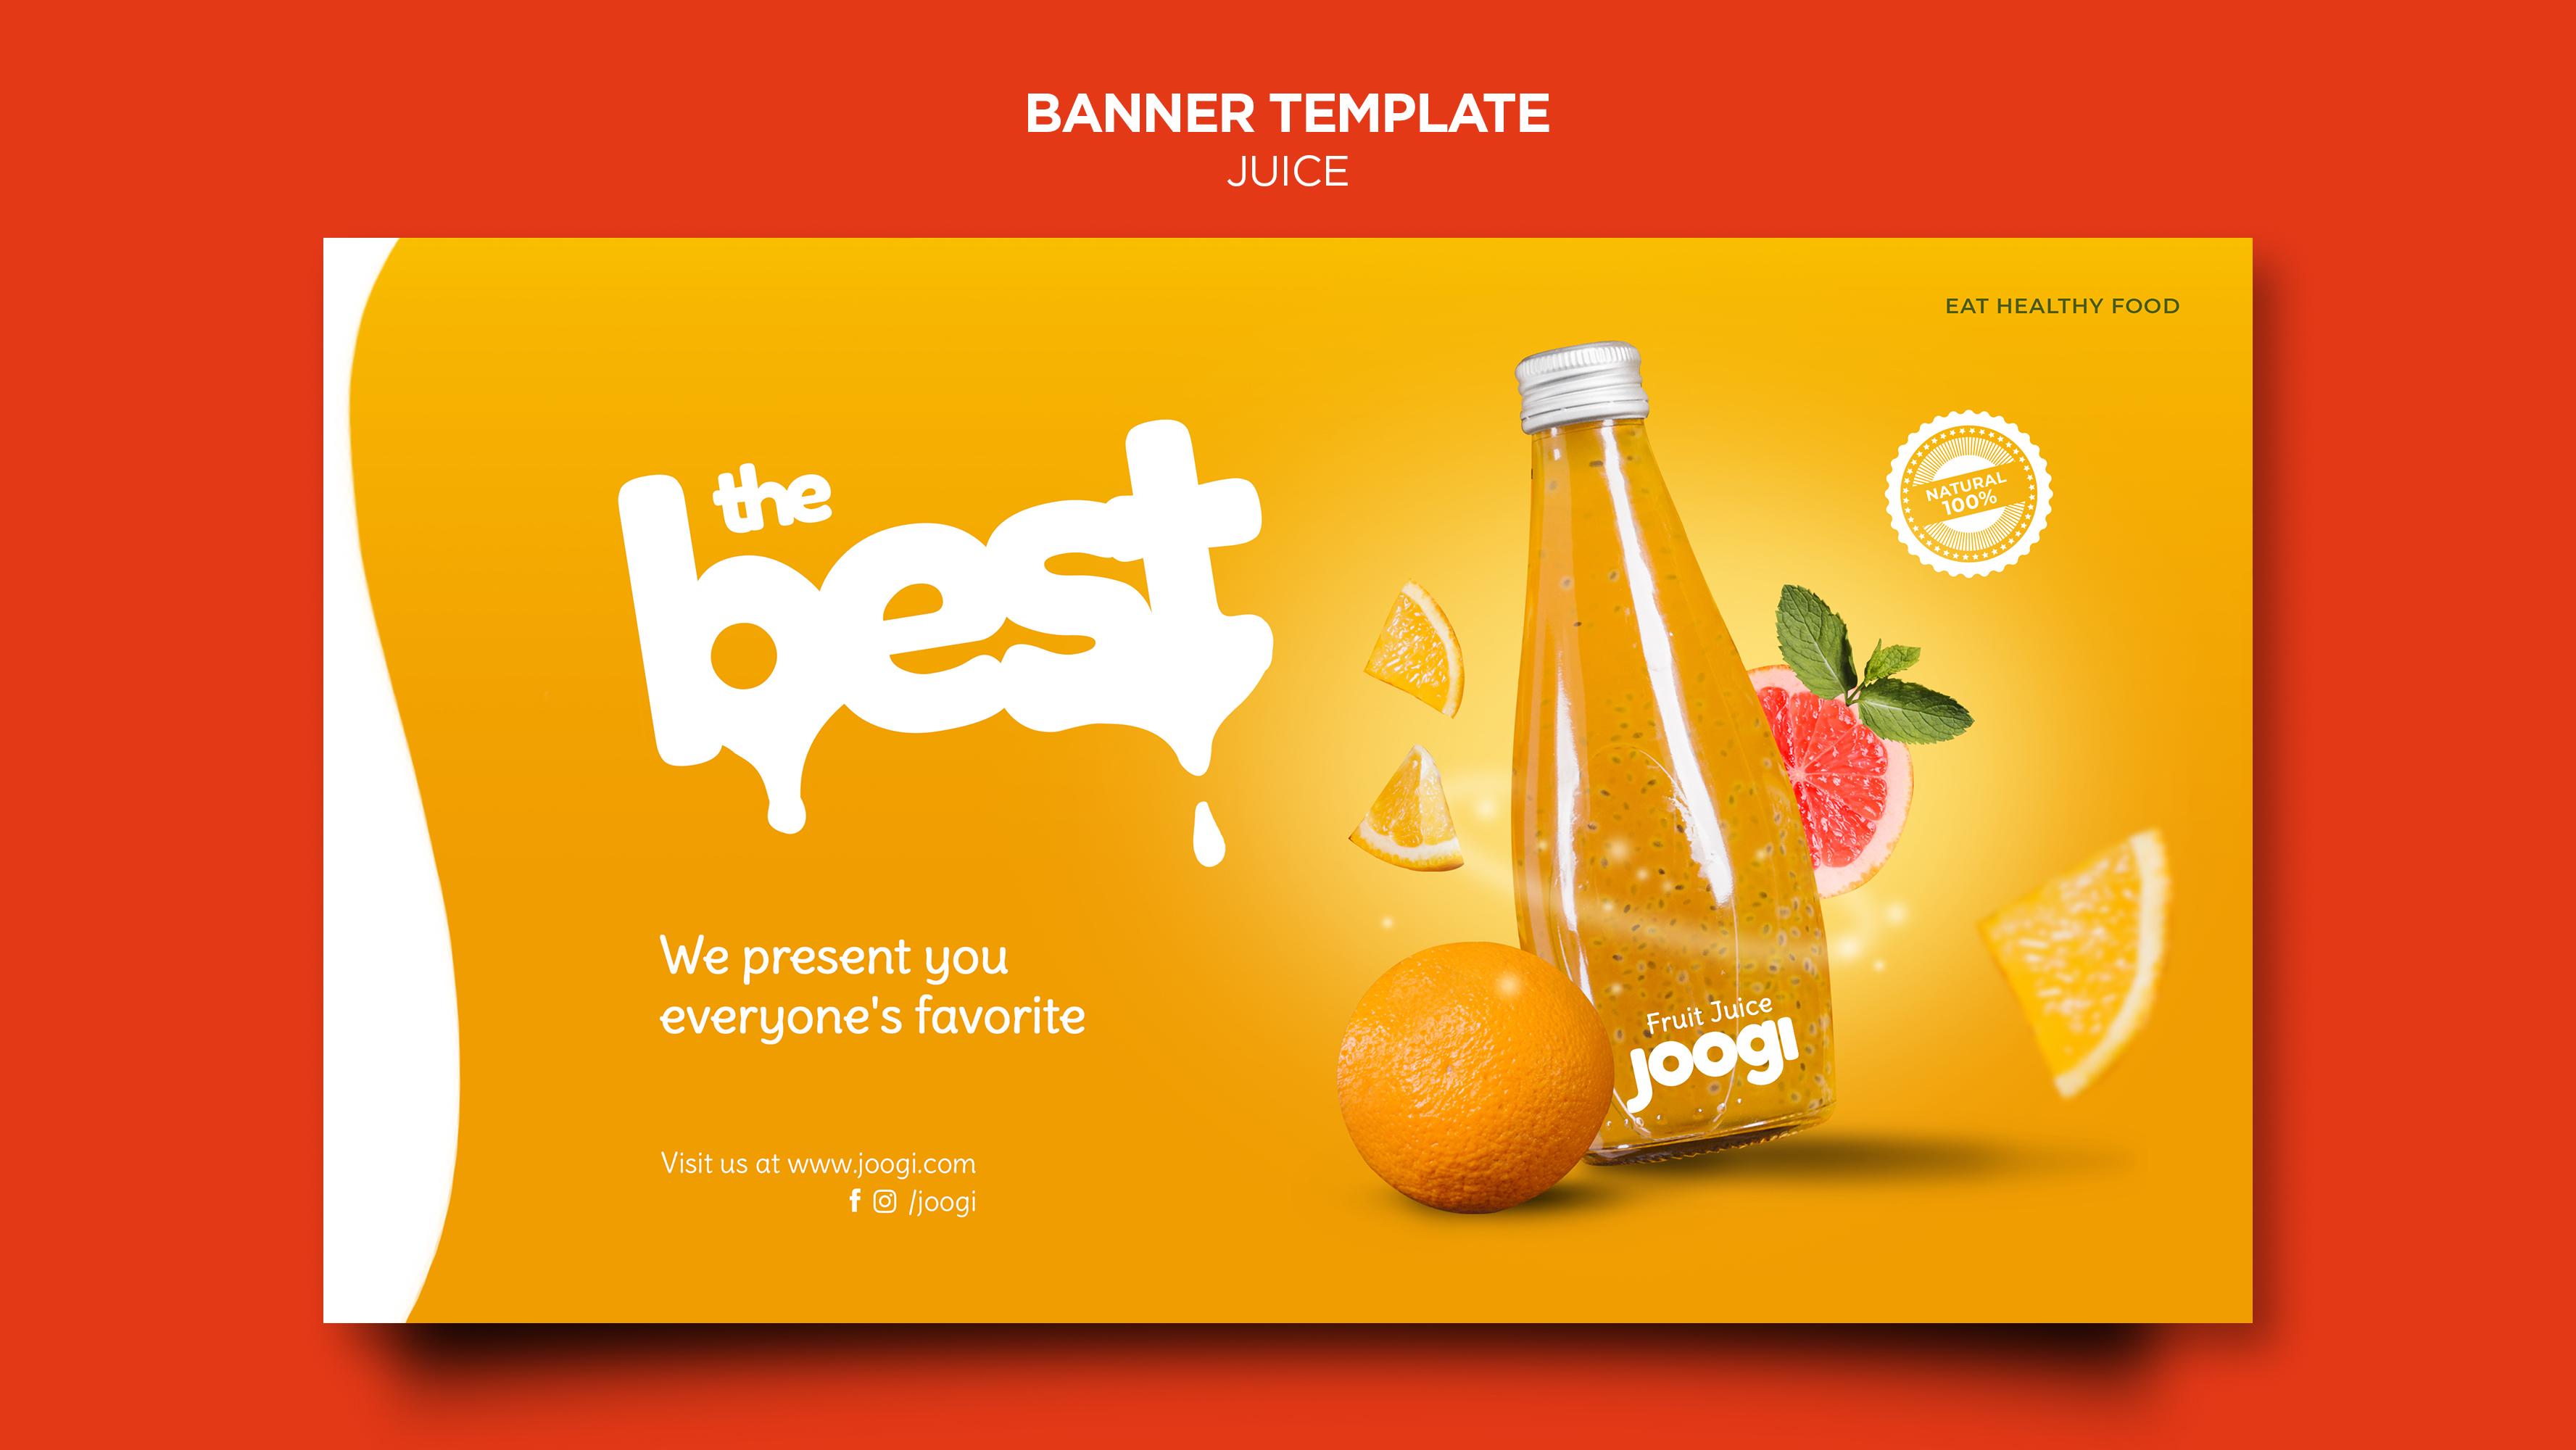 BANNER TEMPLATE
JUICE
EAT HEALTHY FOOD
the
best
NATURAL
100%
We present you
everyone's favorite
Fruit Juice
joogi
Visit us at www.joogi.com
/joogi